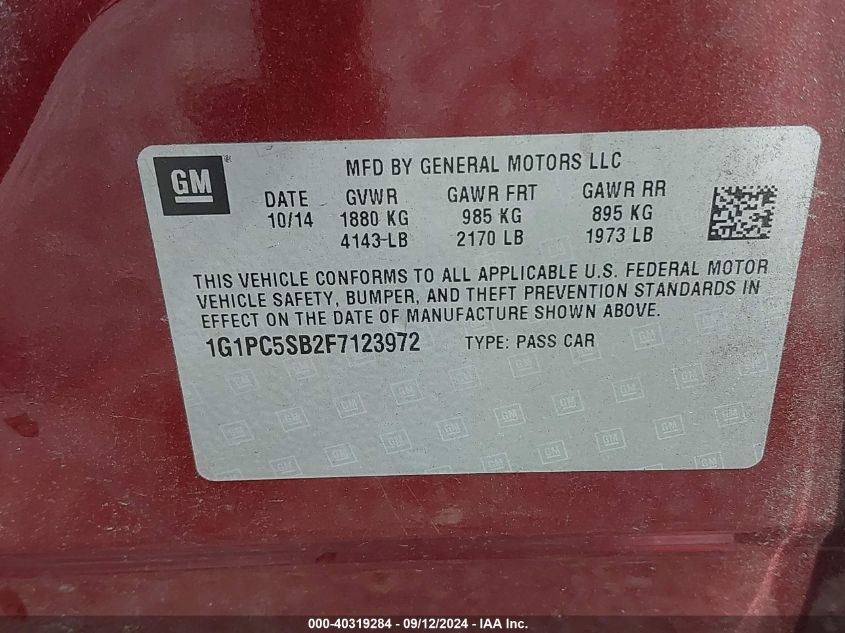 GM®
MFD BY GENERAL MOTORS LLC
DATE GVWR GAWR FRT GAWR RR
10/14 1880 KG 985 KG 895 KG
4143 LB 2170 LB 1973 LB
THIS VEHICLE CONFORMS TO ALL APPLICABLE U.S. FEDERAL MOTOR
VEHICLE SAFETY, BUMPER, AND THEFT PREVENTION STANDARDS IN
EFFECT ON THE DATE OF MANUFACTURE SHOWN ABOVE.
1G1PC5SB2F7123972 TYPE: PASS CAR
000-40319284 - 09/12/2024 - IAA Inc.